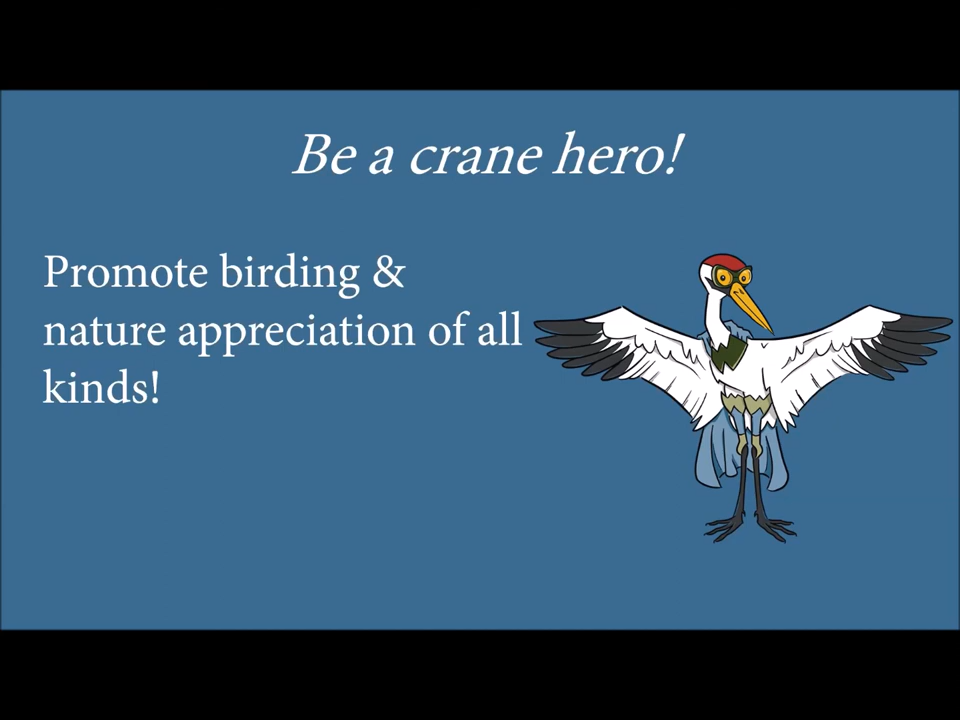 Be a crane hero!
Promote birding &
nature appreciation of all
kinds!